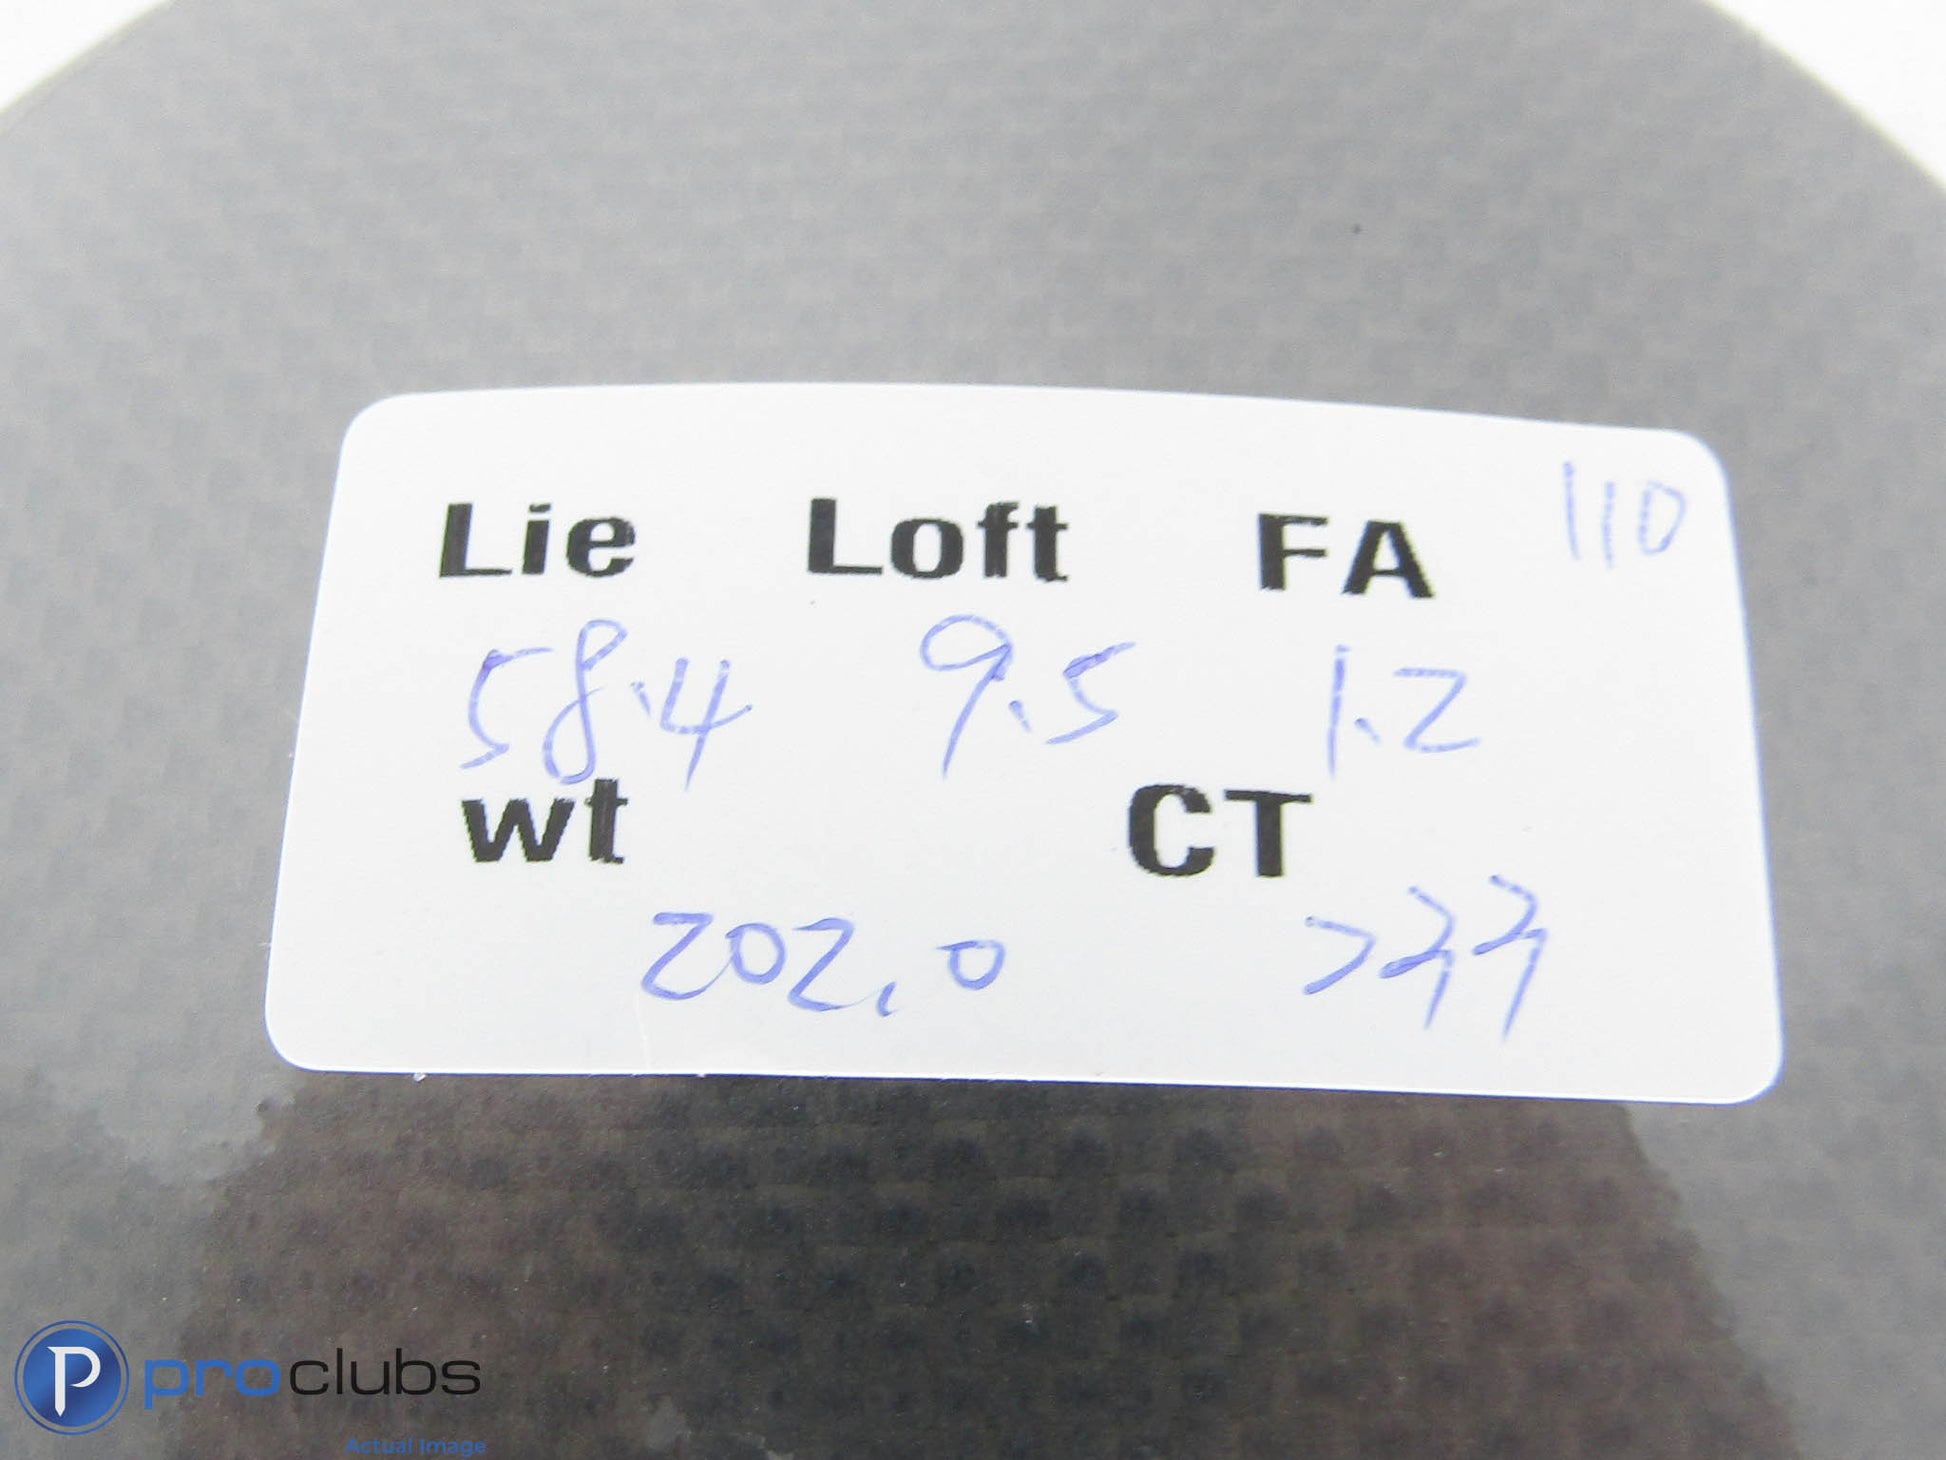 Lie Loft FA 110
58.4 9.5 1.2
wt CT
202.0
proclubs
Actual Image